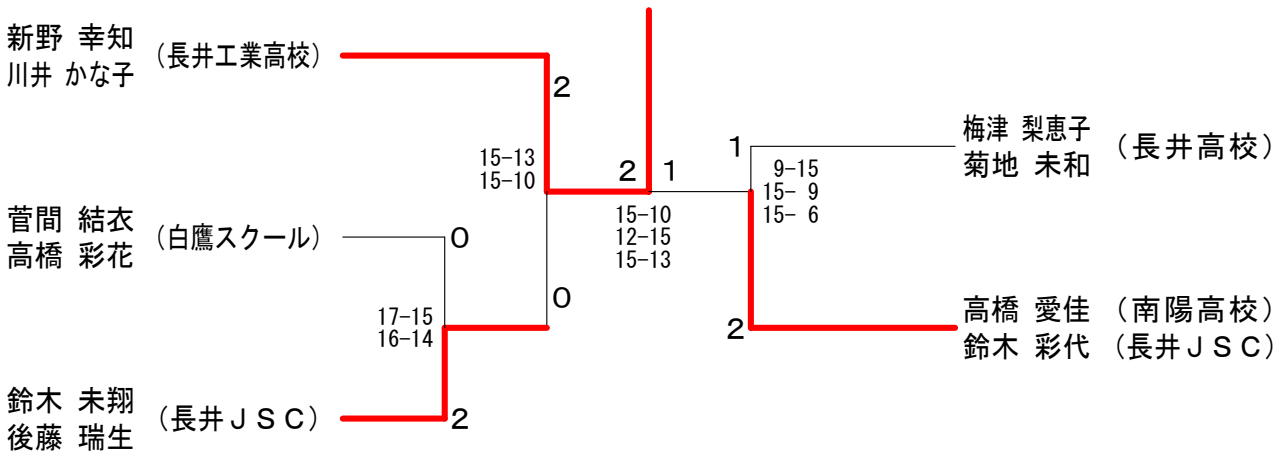 新野 幸知
川井 かな子
(長井工業高校)
2
15-13
15-10
菅間 結衣
高橋 彩花
(白鷹スクール)
0
17-15
16-14
0
鈴木 未翔
後藤 瑞生
(長井JSC)
2
2
1
15-10
12-15
15-13
1
9-15
15- 9
15- 6
2
梅津 梨恵子
菊地 未和
(長井高校)
高橋 愛佳 (南陽高校)
鈴木 彩代 (長井JSC)